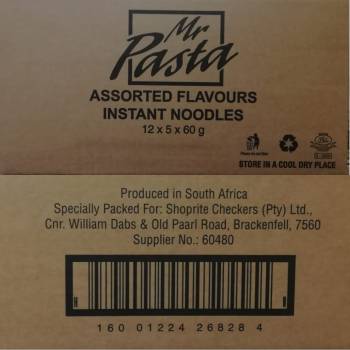 Mr
Pasta
ASSORTED FLAVOURS
INSTANT NOODLES
12 x 5 x 60 g
STORE IN A COOL DRY PLACE
Produced in South Africa
Specially Packed For: Shoprite Checkers (Pty) Ltd.,
Cnr. William Dabs & Old Paarl Road, Brackenfell, 7560
Supplier No.: 60480
160 01224 26828 4